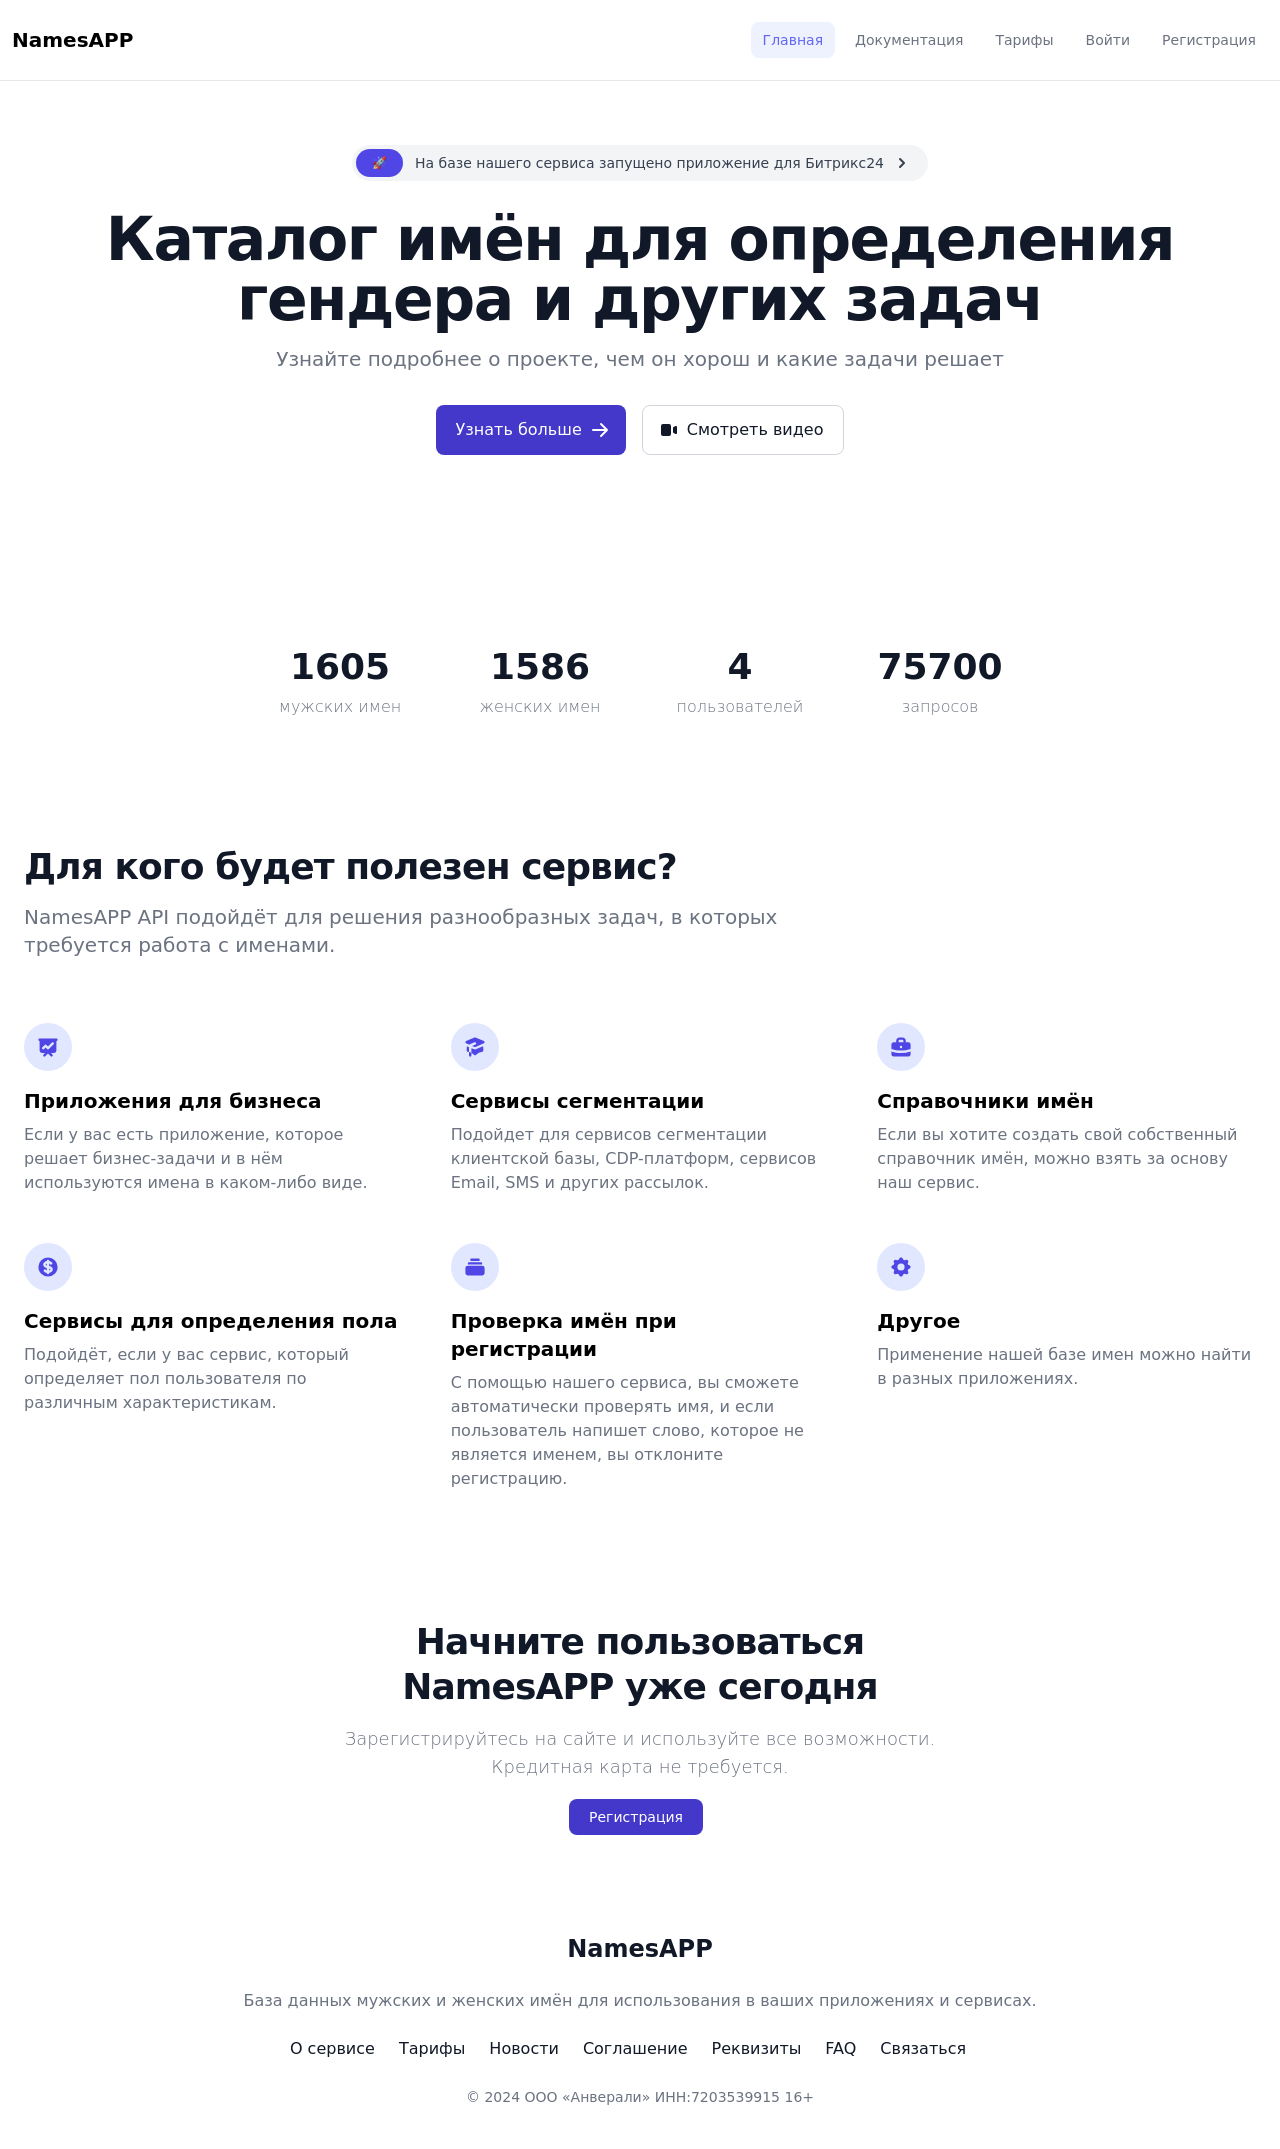 NamesAPP
Главная Документация Тарифы Войти Регистрация
🚀 На базе нашего сервиса запущено приложение для Битрикс24
Каталог имён для определения
гендера и других задач
Узнайте подробнее о проекте, чем он хорош и какие задачи решает
Узнать больше
Смотреть видео
1605
мужских имен
1586
женских имен
4
пользователей
75700
запросов
Для кого будет полезен сервис?
NamesAPP API подойдёт для решения разнообразных задач, в которых
требуется работа с именами.
Приложения для бизнеса
Если у вас есть приложение, которое
решает бизнес-задачи и в нём
используются имена в каком-либо виде.
Сервисы сегментации
Подойдет для сервисов сегментации
клиентской базы, CDP-платформ, сервисов
Email, SMS и других рассылок.
Справочники имён
Если вы хотите создать свой собственный
справочник имён, можно взять за основу
наш сервис.
Сервисы для определения пола
Подойдёт, если у вас сервис, который
определяет пол пользователя по
различным характеристикам.
Проверка имён при
регистрации
С помощью нашего сервиса, вы сможете
автоматически проверять имя, и если
пользователь напишет слово, которое не
является именем, вы отклоните
регистрацию.
Другое
Применение нашей базе имен можно найти
в разных приложениях.
Начните пользоваться
NamesAPP уже сегодня
Зарегистрируйтесь на сайте и используйте все возможности.
Кредитная карта не требуется.
Регистрация
NamesAPP
База данных мужских и женских имён для использования в ваших приложениях и сервисах.
О сервисе Тарифы Новости Соглашение Реквизиты FAQ Связаться
© 2024 ООО «Анверали» ИНН:7203539915 16+